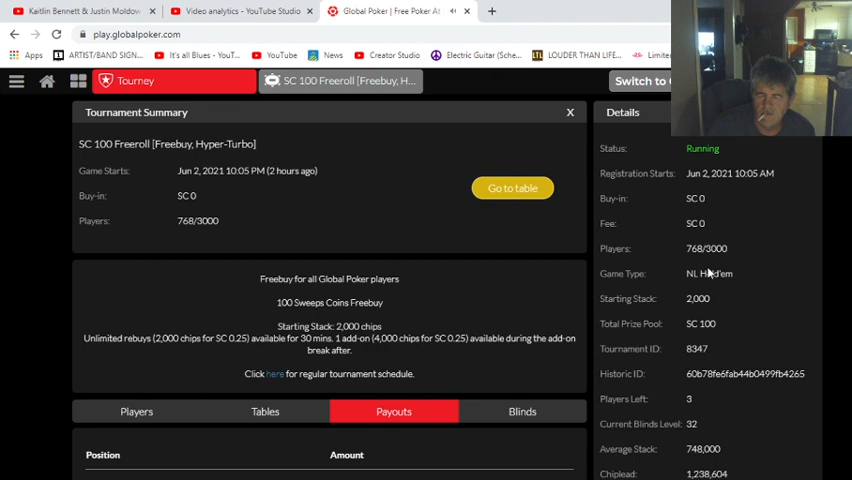 Kaitlin Bennett & Justin Moldow
Video analytics - YouTube Studio
Global Poker | Free Poker At
play.globalpoker.com
Apps
ARTIST/BAND SIGN...
It's all Blues - YouT...
YouTube
News
Creator Studio
Electric Guitar (Sche...
LTL
LOUDER THAN LIFE...
Limite
Tourney
SC 100 Freeroll [Freebuy, H...
Switch to
Tournament Summary
X
SC 100 Freeroll [Freebuy, Hyper-Turbo]
Game Starts: Jun 2, 2021 10:05 PM (2 hours ago)
Buy-in: SC 0
Players: 768/3000
Go to table
Freebuy for all Global Poker players
100 Sweeps Coins Freebuy
Starting Stack: 2,000 chips
Unlimited rebuys (2,000 chips for SC 0.25) available for 30 mins. 1 add-on (4,000 chips for SC 0.25) available during the add-on
break after.
Click here for regular tournament schedule.
Players
Tables
Payouts
Blinds
Position
Amount
Details
Status: Running
Registration Starts: Jun 2, 2021 10:05 AM
Buy-in: SC 0
Fee: SC 0
Players: 768/3000
Game Type: NL Hold'em
Starting Stack: 2,000
Total Prize Pool: SC 100
Tournament ID: 8347
Historic ID: 60b78fe6fab44b0499fb4265
Players Left: 3
Current Blinds Level: 32
Average Stack: 748,000
Chiplead: 1,238,604